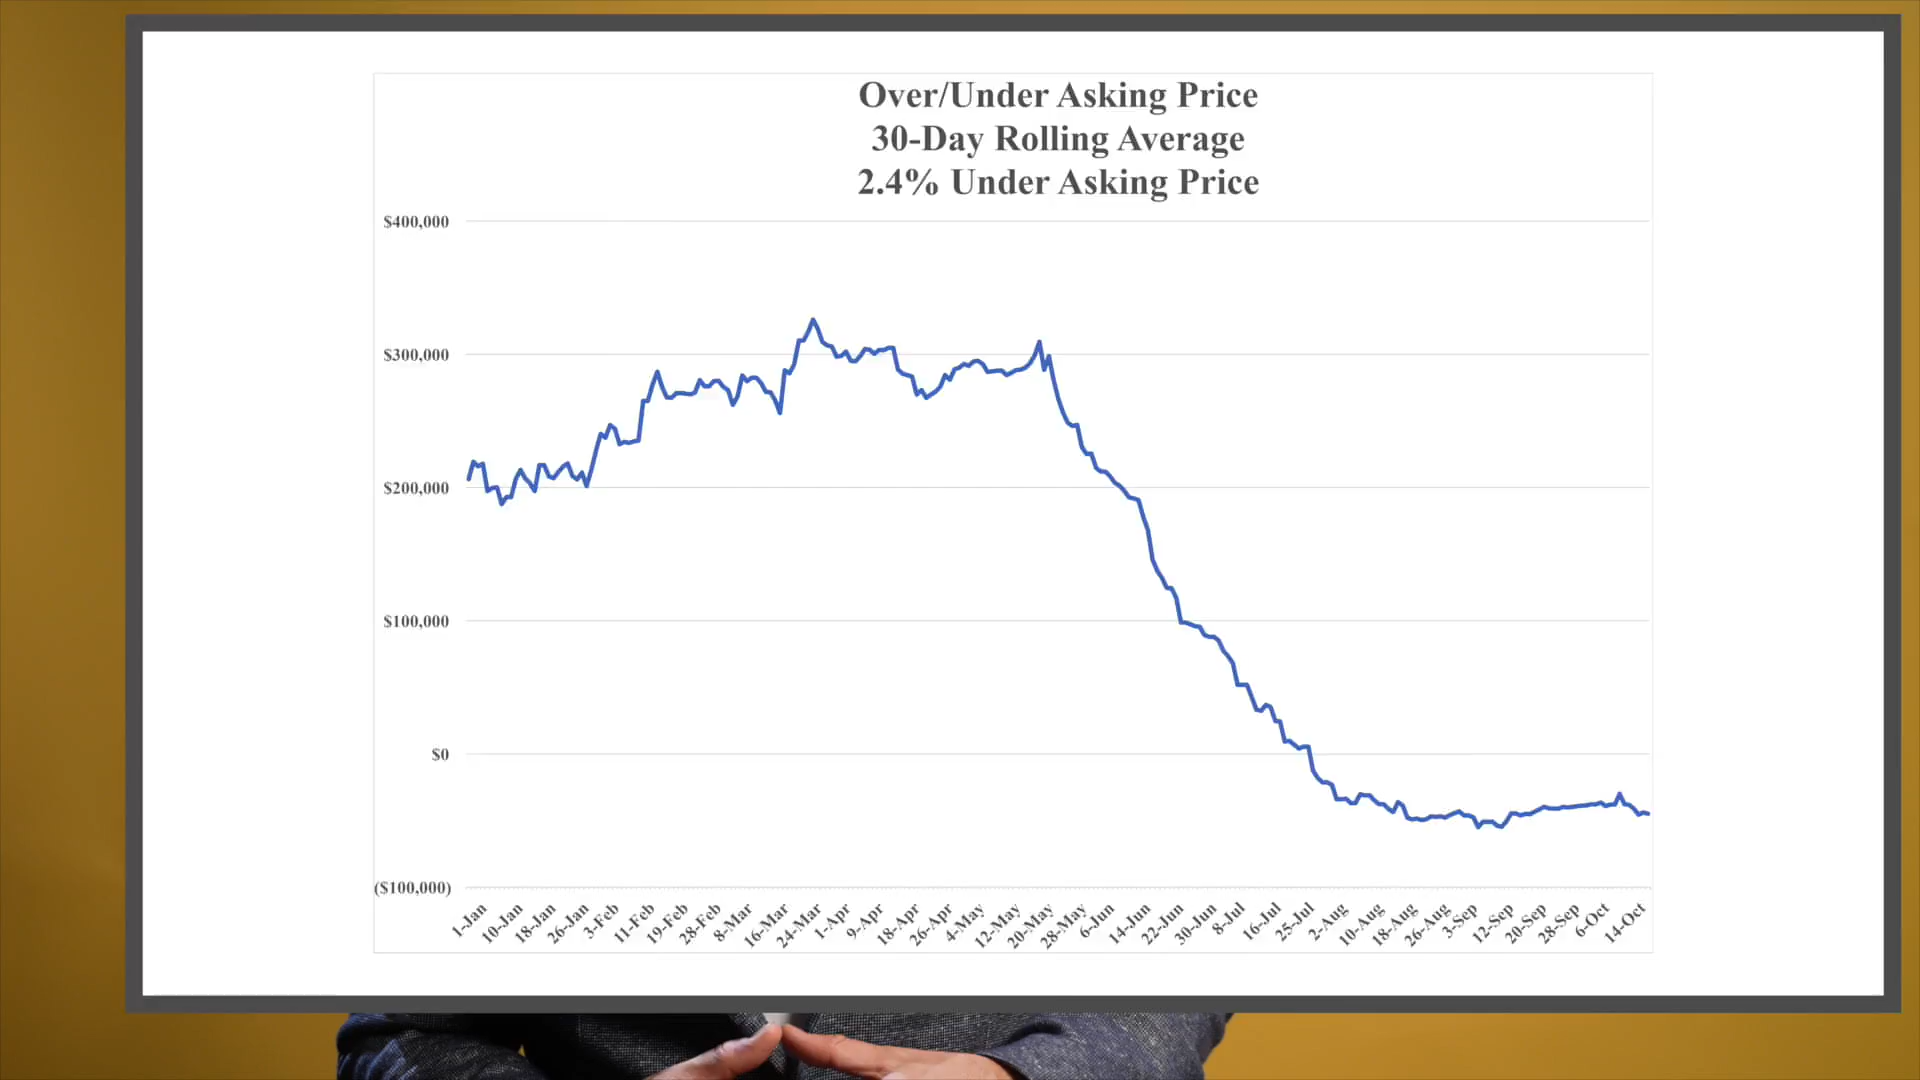 Over/Under Asking Price
30-Day Rolling Average
2.4% Under Asking Price
$400,000
$300,000
$200,000
$100,000
$0
($100,000)
1-Jan
10-Jan
18-Jan
26-Jan
3-Feb
11-Feb
19-Feb
28-Feb
8-Mar
16-Mar
24-Mar
1-Apr
9-Apr
18-Apr
26-Apr
4-May
12-May
20-May
28-May
6-Jun
14-Jun
22-Jun
30-Jun
8-Jul
16-Jul
25-Jul
2-Aug
10-Aug
18-Aug
26-Aug
3-Sep
12-Sep
20-Sep
28-Sep
6-Oct
14-Oct